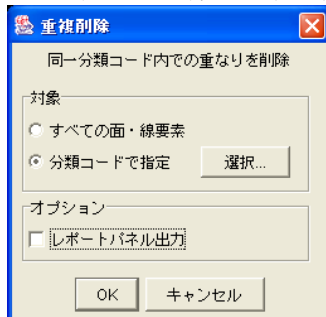 重複削除
同一分類コード内での重なりを削除
対象
すべての面・線要素
分類コードで指定
選択...
オプション
レポートパネル出力
OK
キャンセル